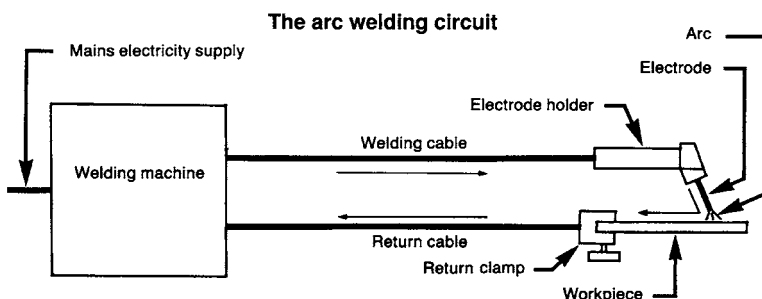 The arc welding circuit
Arc
Mains electricity supply
Electrode
Electrode holder
Welding cable
Welding machine
Return cable
Return clamp
Workpiece